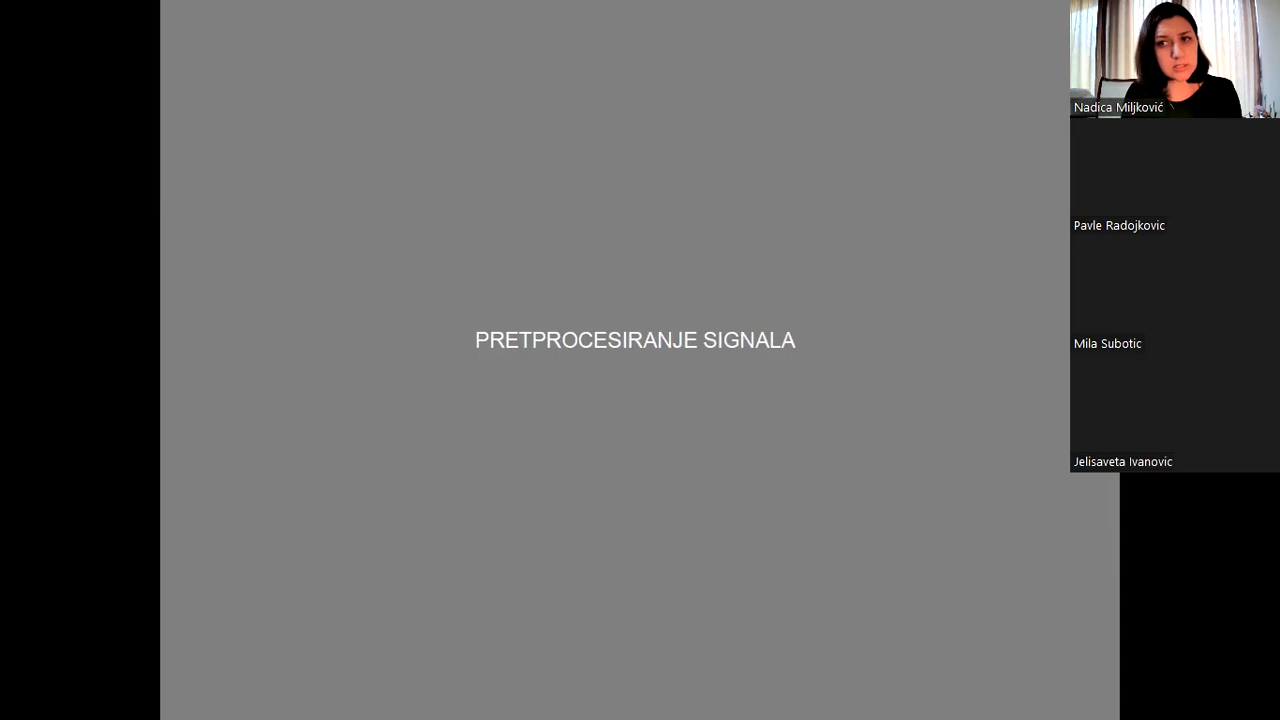 PRETPROCESIRANJE SIGNALA
Nadica Miljković
Pavle Radojkovic
Mila Subotic
Jelisaveta Ivanovic